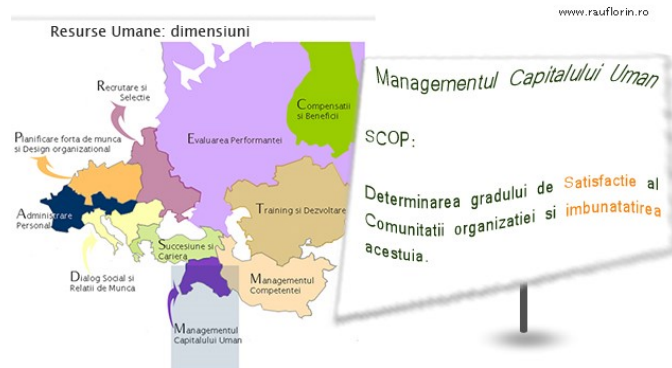 www.rauflorin.ro
Resurse Umane: dimensiuni
Recrutare si
Selectie
Compensatii
si Beneficii
Evaluarea Performantei
Planificare forta de munca
si Design organizational
Administrare
Personal
Training si Dezvoltare
Succesiune si
Cariera
Dialog Social si
Relatii de Munca
Managementul
Competentei
Managementul
Capitalului Uman
Managementul Capitalului Uman
SCOP:
Determinarea gradului de Satisfactie al
Comunitatii organizatiei si imbunatatirea
acestuia.